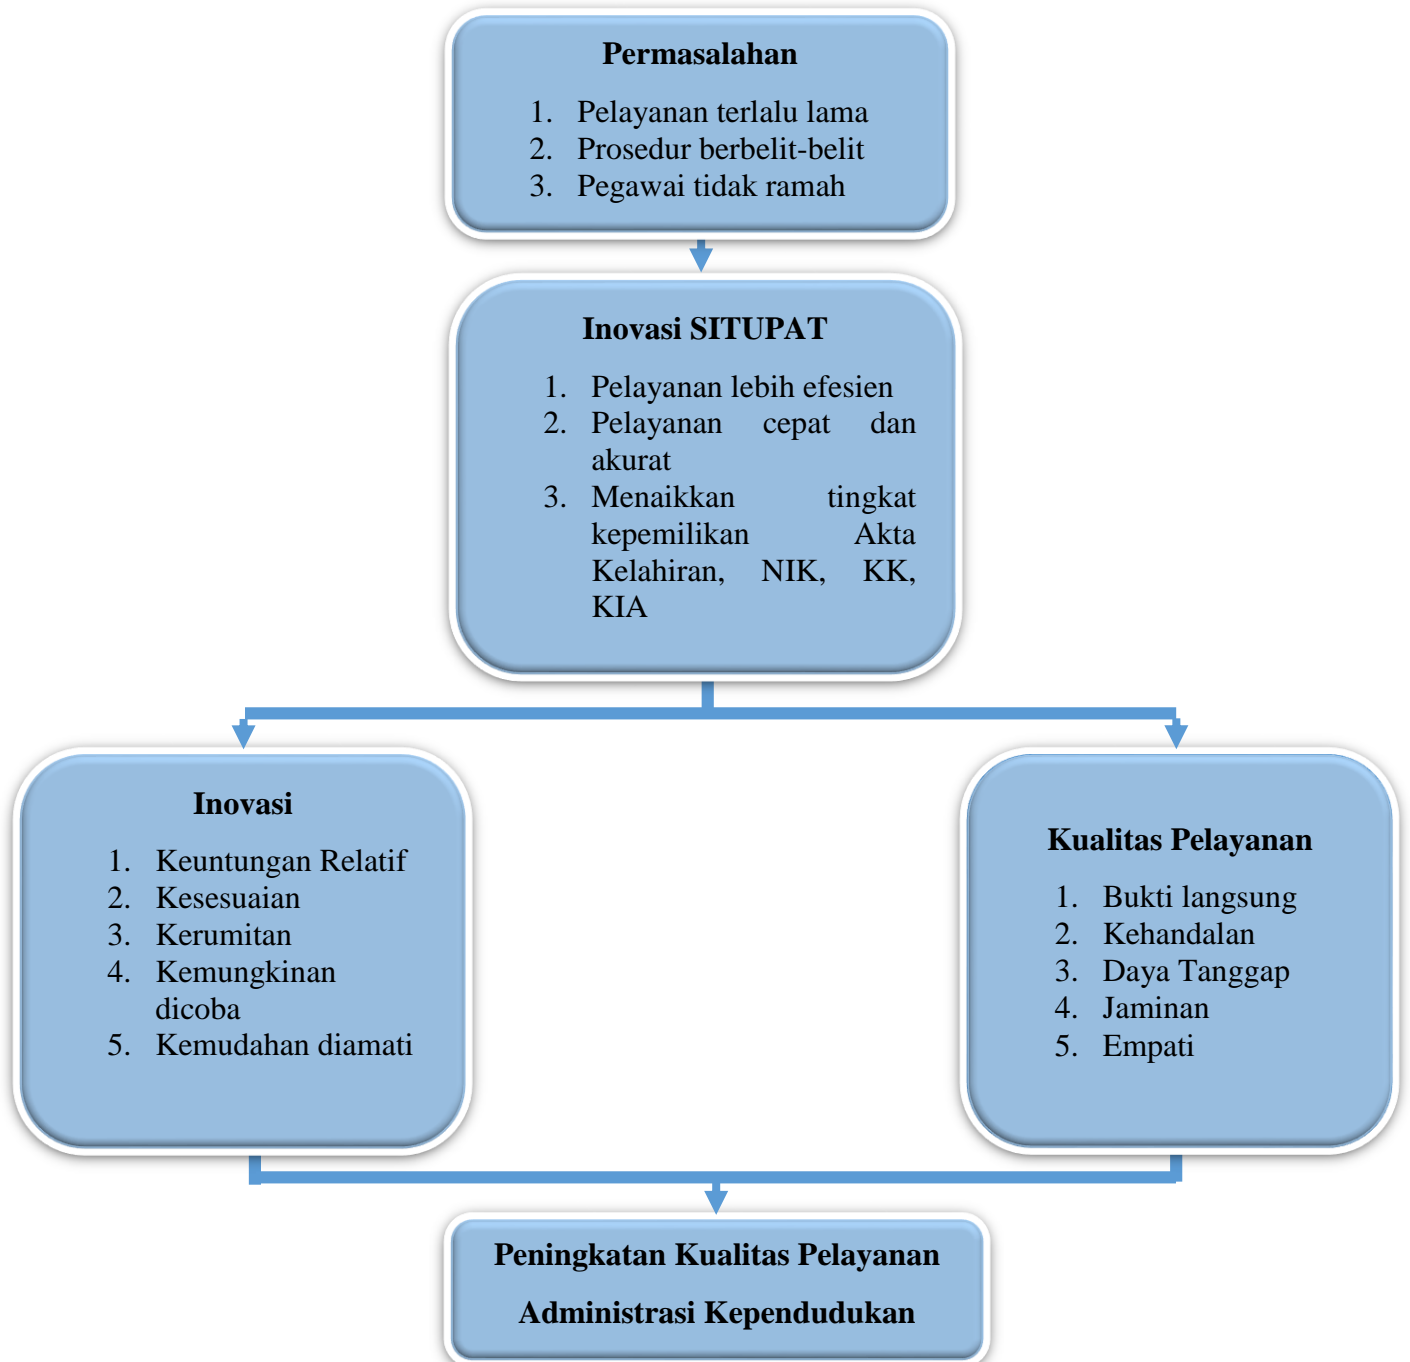 Permasalahan
1. Pelayanan terlalu lama
2. Prosedur berbelit-belit
3. Pegawai tidak ramah
Inovasi SITUPAT
1. Pelayanan lebih efesien
2. Pelayanan cepat dan
akurat
3. Menaikkan tingkat
kepemilikan Akta
Kelahiran, NIK, KK,
KIA
Inovasi
1. Keuntungan Relatif
2. Kesesuaian
3. Kerumitan
4. Kemungkinan
dicoba
5. Kemudahan diamati
Kualitas Pelayanan
1. Bukti langsung
2. Kehandalan
3. Daya Tanggap
4. Jaminan
5. Empati
Peningkatan Kualitas Pelayanan
Administrasi Kependudukan